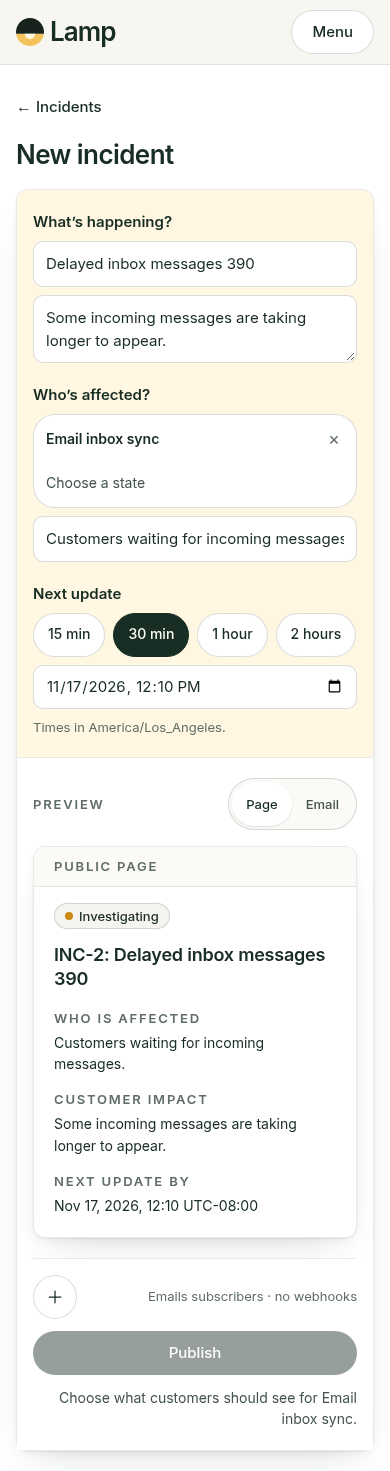 Lamp
Menu
← Incidents
New incident
What's happening?
Delayed inbox messages 390
Some incoming messages are taking
longer to appear.
Who's affected?
Email inbox sync
×
Choose a state
Customers waiting for incoming messages
Next update
15 min
30 min
1 hour
2 hours
11/17/2026, 12:10 PM
Times in America/Los_Angeles.
PREVIEW
Page
Email
PUBLIC PAGE
Investigating
INC-2: Delayed inbox messages
390
WHO IS AFFECTED
Customers waiting for incoming
messages.
CUSTOMER IMPACT
Some incoming messages are taking
longer to appear.
NEXT UPDATE BY
Nov 17, 2026, 12:10 UTC-08:00
+
Emails subscribers · no webhooks
Publish
Choose what customers should see for Email
inbox sync.